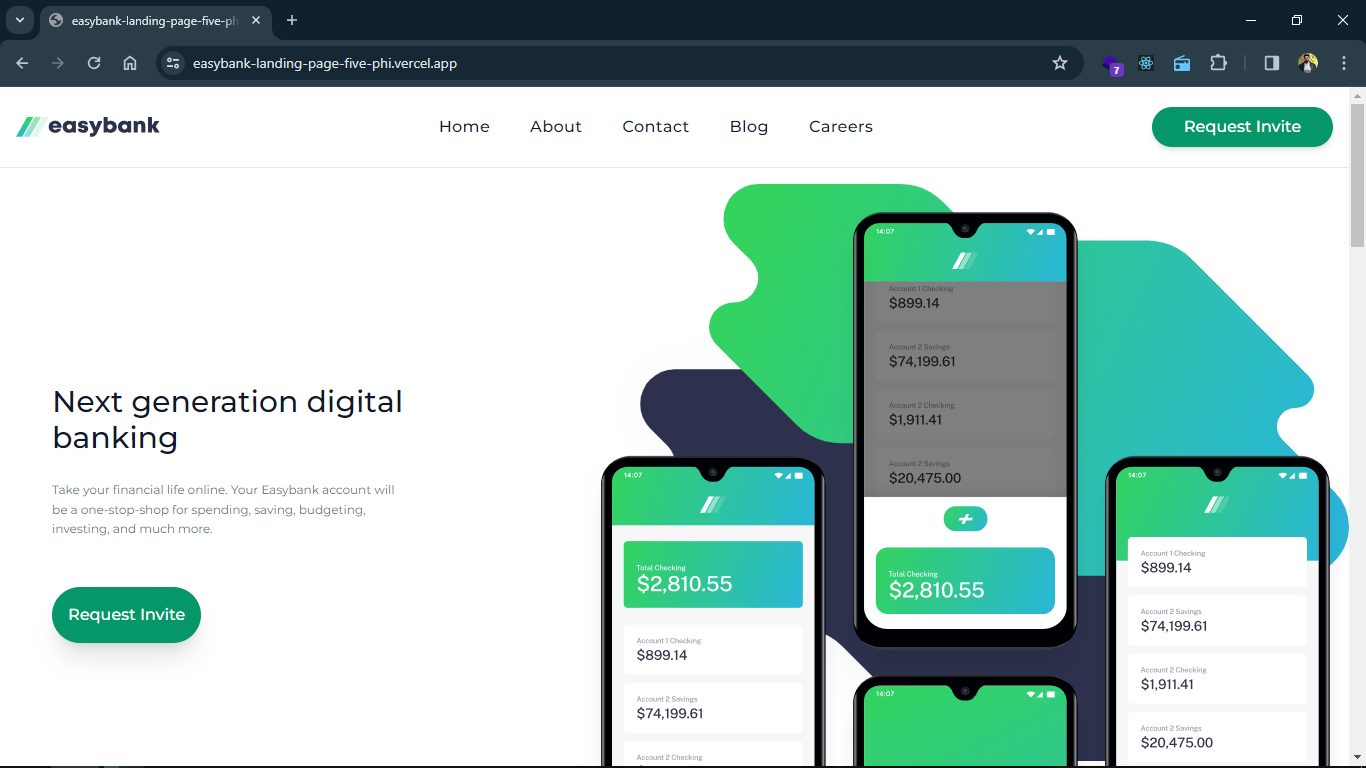 easybank-landing-page-five-ph
easybank-landing-page-five-phi.vercel.app
7
easybank
Home About Contact Blog Careers
Request Invite
Next generation digital
banking
Take your financial life online. Your Easybank account will
be a one-stop-shop for spending, saving, budgeting,
investing, and much more.
Request Invite
14:07
Account 1 Checking
$899.14
Account 2 Savings
$74,199.61
Account 2 Checking
$1,911.41
Account 2 Savings
$20,475.00
Total Checking
$2,810.55
14:07
Total Checking
$2,810.55
Account 1 Checking
$899.14
Account 2 Savings
$74,199.61
Account 2 Checking
14:07
14:07
Account 1 Checking
$899.14
Account 2 Savings
$74,199.61
Account 2 Checking
$1,911.41
Account 2 Savings
$20,475.00